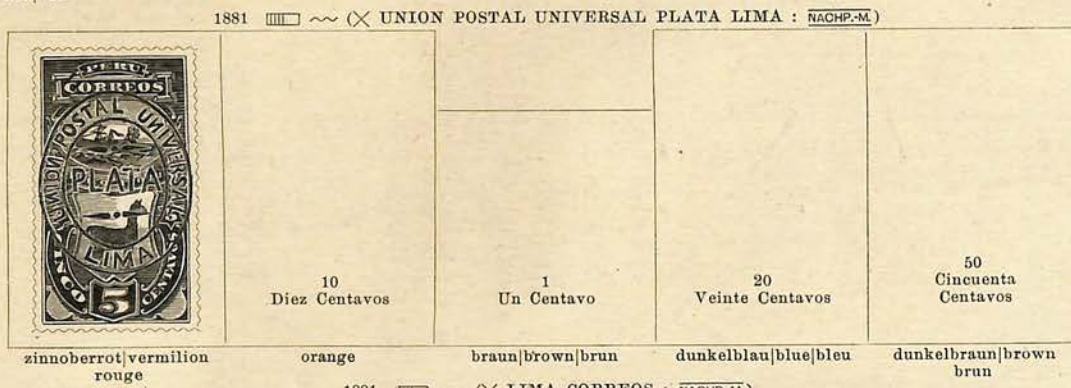 1881 (UNION POSTAL UNIVERSAL PLATA LIMA : NACHP.-M.)
PERU
CORREOS
UNION POSTAL UNIVERSAL
PLATA
LIMA
CINCO 5 CENTAVOS
10
Diez Centavos
1
Un Centavo
20
Veinte Centavos
50
Cincuenta
Centavos
zinnoberrot|vermilion
rouge
orange
braun|brown|brun
dunkelblau|blue|bleu
dunkelbraun|brown
brun
1881 LIMA CORREOS : NACHP.-M.)